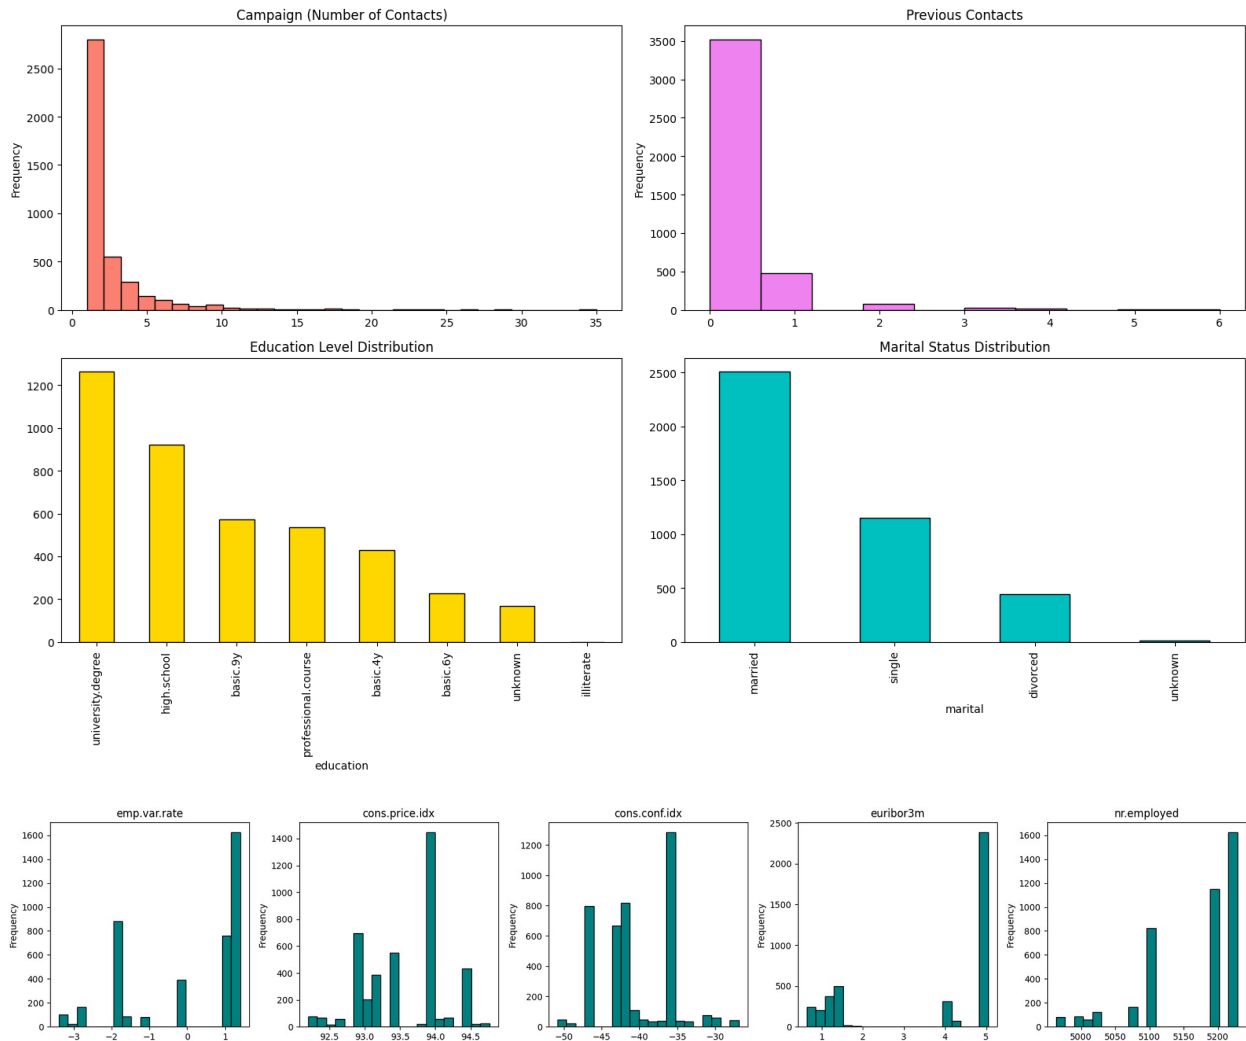 Campaign (Number of Contacts)
Frequency
2500
2000
1500
1000
500
0
0 5 10 15 20 25 30 35
Previous Contacts
Frequency
3500
3000
2500
2000
1500
1000
500
0
0 1 2 3 4 5 6
Education Level Distribution
1200
1000
800
600
400
200
0
university.degree
high.school
basic.9y
professional.course
basic.4y
basic.6y
unknown
illiterate
education
Marital Status Distribution
2500
2000
1500
1000
500
0
married
single
divorced
unknown
marital
emp.var.rate
Frequency
1600
1400
1200
1000
800
600
400
200
0
−3 −2 −1 0 1
cons.price.idx
Frequency
1400
1200
1000
800
600
400
200
0
92.5 93.0 93.5 94.0 94.5
cons.conf.idx
Frequency
1200
1000
800
600
400
200
0
−50 −45 −40 −35 −30
euribor3m
Frequency
2500
2000
1500
1000
500
0
1 2 3 4 5
nr.employed
Frequency
1600
1400
1200
1000
800
600
400
200
0
5000 5050 5100 5150 5200